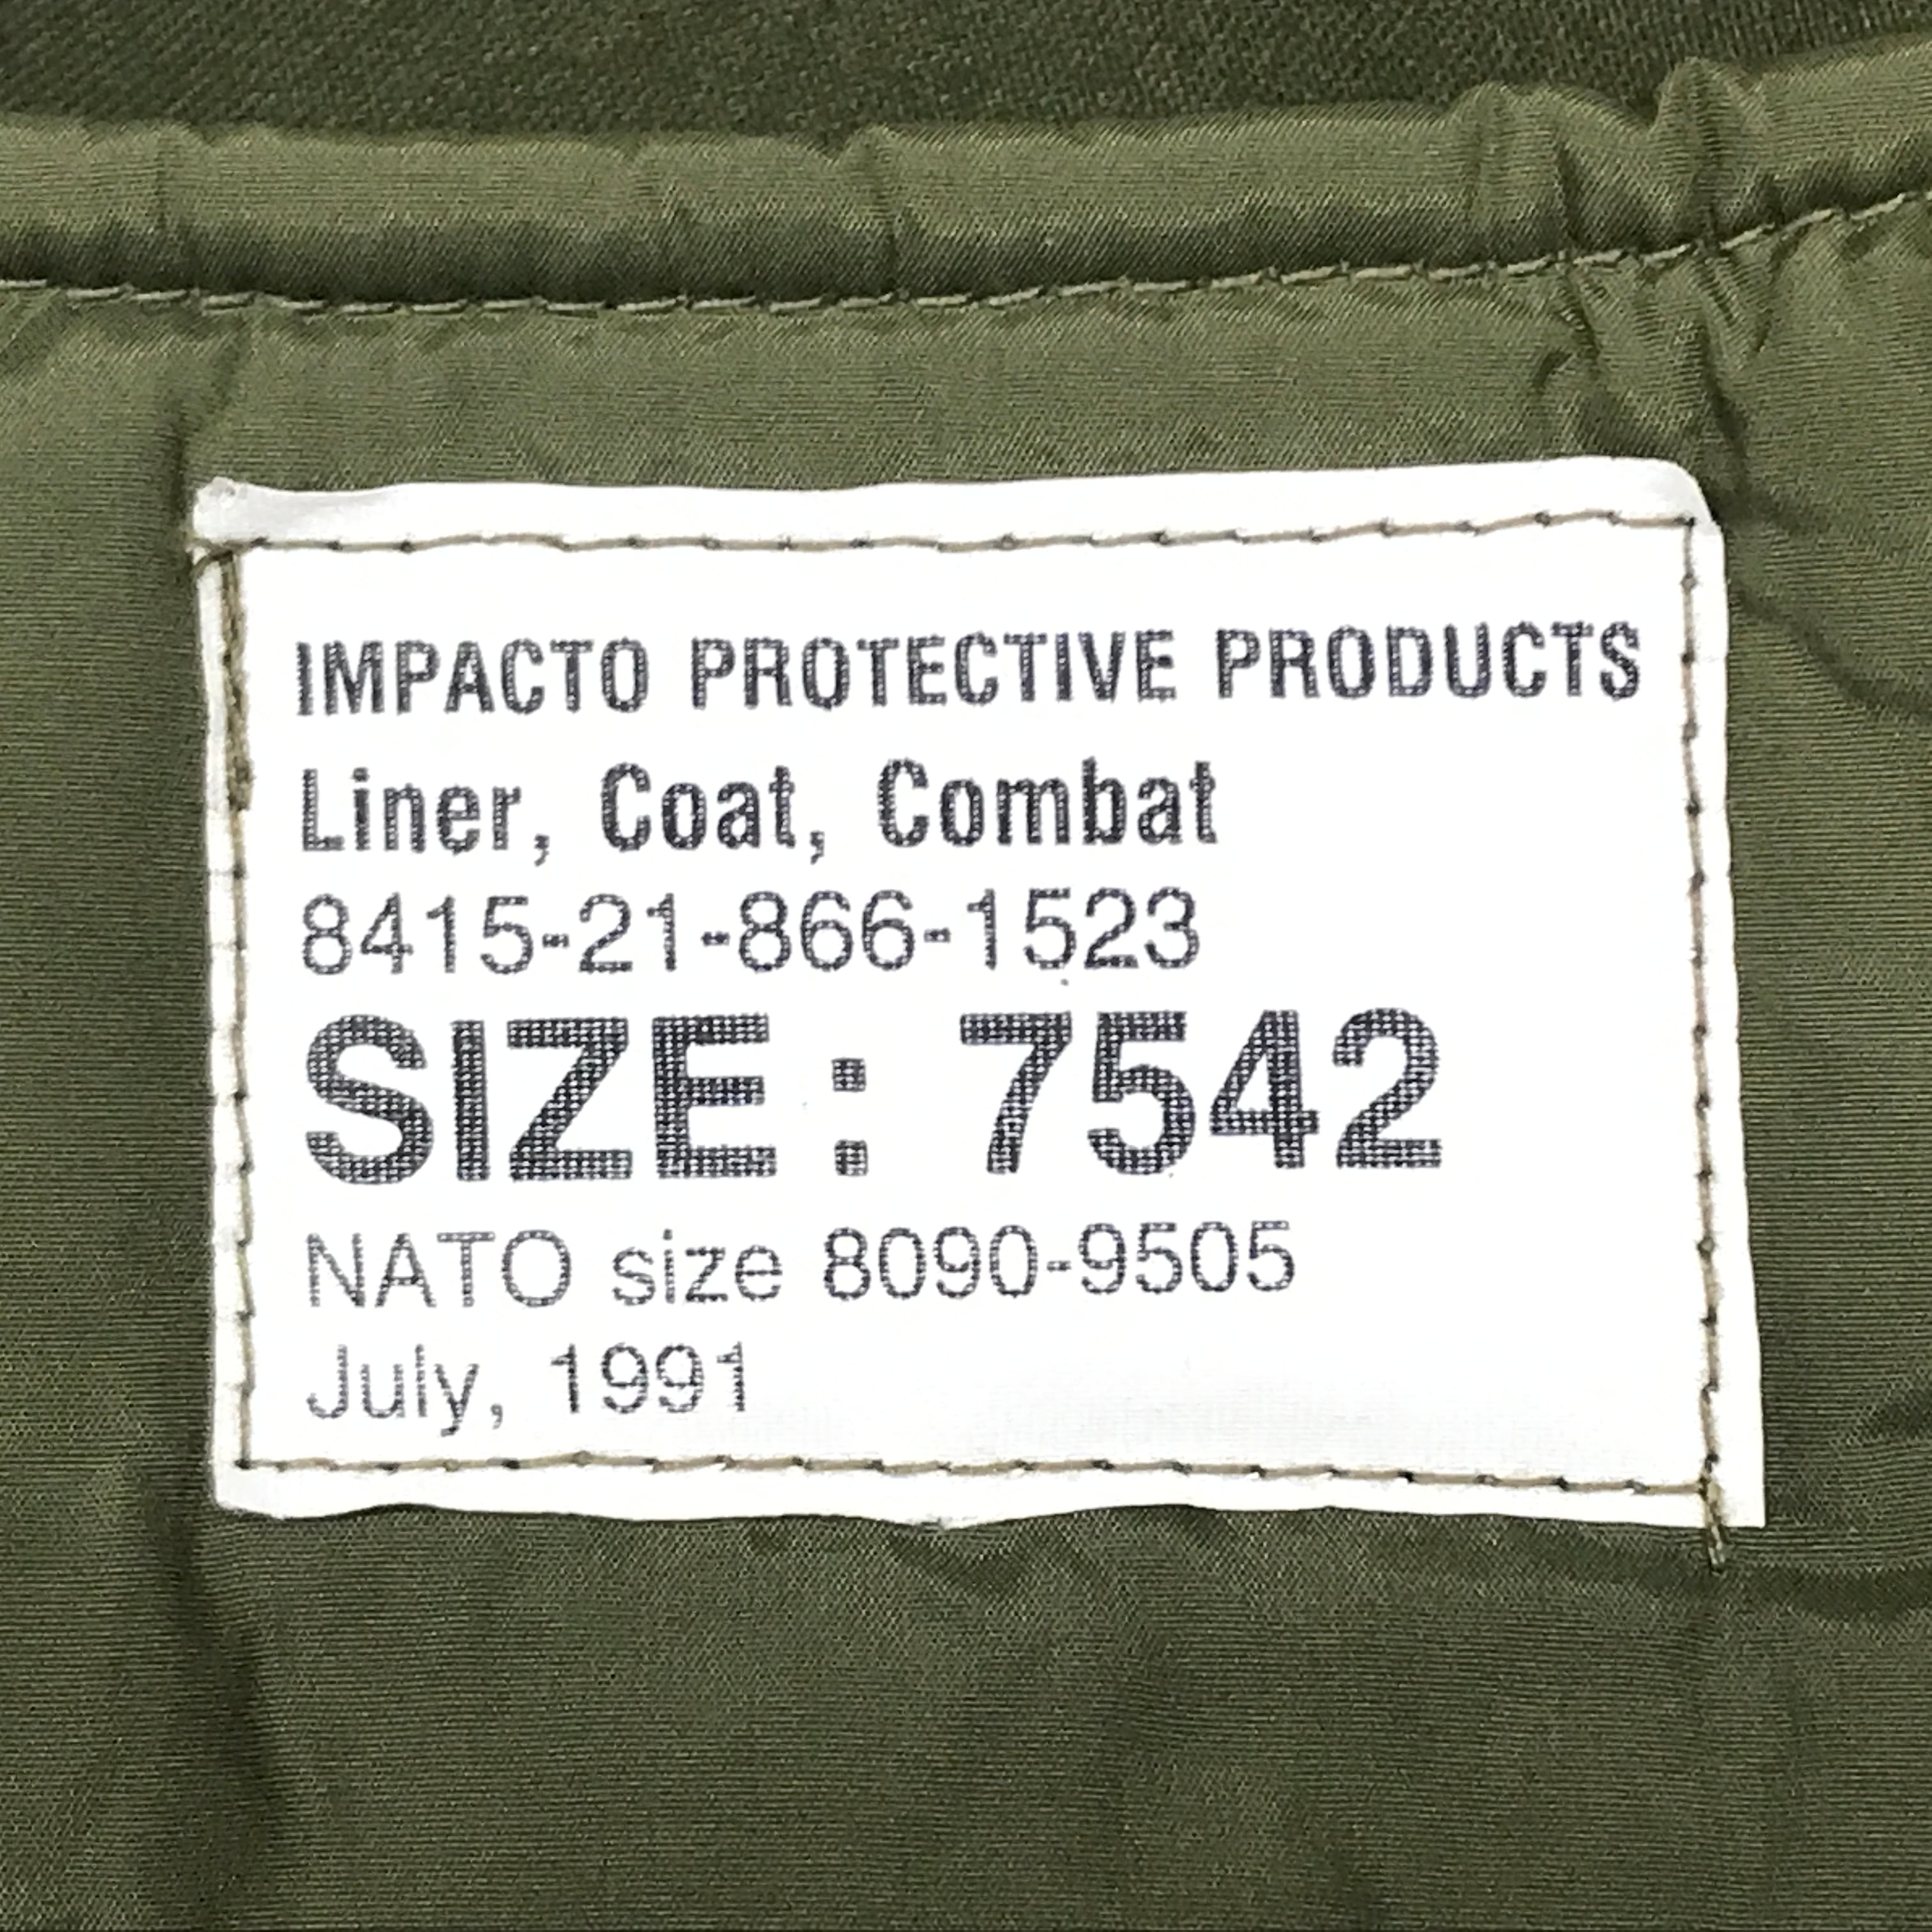 IMPACTO PROTECTIVE PRODUCTS
Liner, Coat, Combat
8415-21-866-1523
SIZE: 7542
NATO size 8090-9505
July, 1991